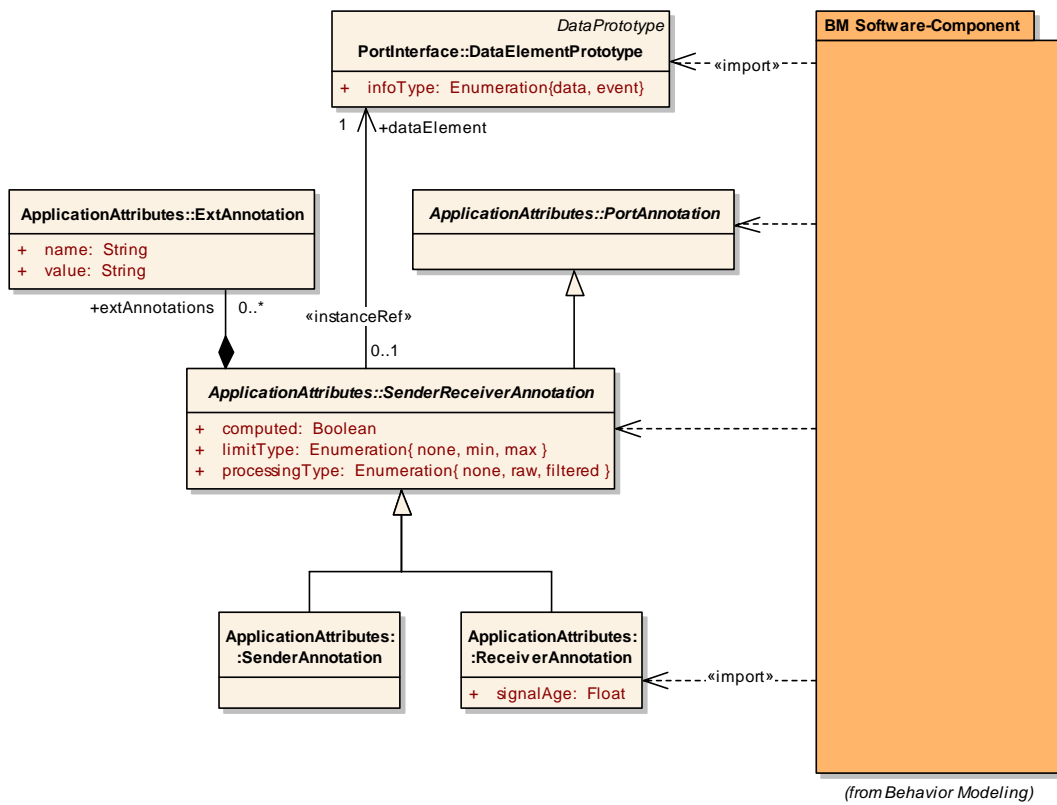 DataPrototype
PortInterface::DataElementPrototype
+ infoType: Enumeration{data, event}
BM Software-Component
«import»
1
+dataElement
ApplicationAttributes::ExtAnnotation
+ name: String
+ value: String
ApplicationAttributes::PortAnnotation
+extAnnotations
0..*
«instanceRef»
0..1
ApplicationAttributes::SenderReceiverAnnotation
+ computed: Boolean
+ limitType: Enumeration{ none, min, max }
+ processingType: Enumeration{ none, raw, filtered }
ApplicationAttributes:
:SenderAnnotation
ApplicationAttributes:
:ReceiverAnnotation
+ signalAge: Float
«import»
(from Behavior Modeling)